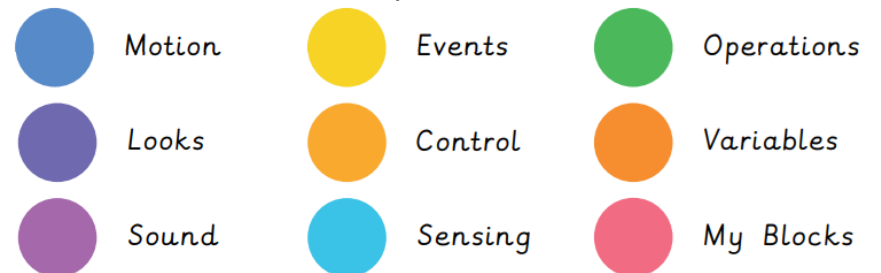 Motion Events Operations
Looks Control Variables
Sound Sensing My Blocks